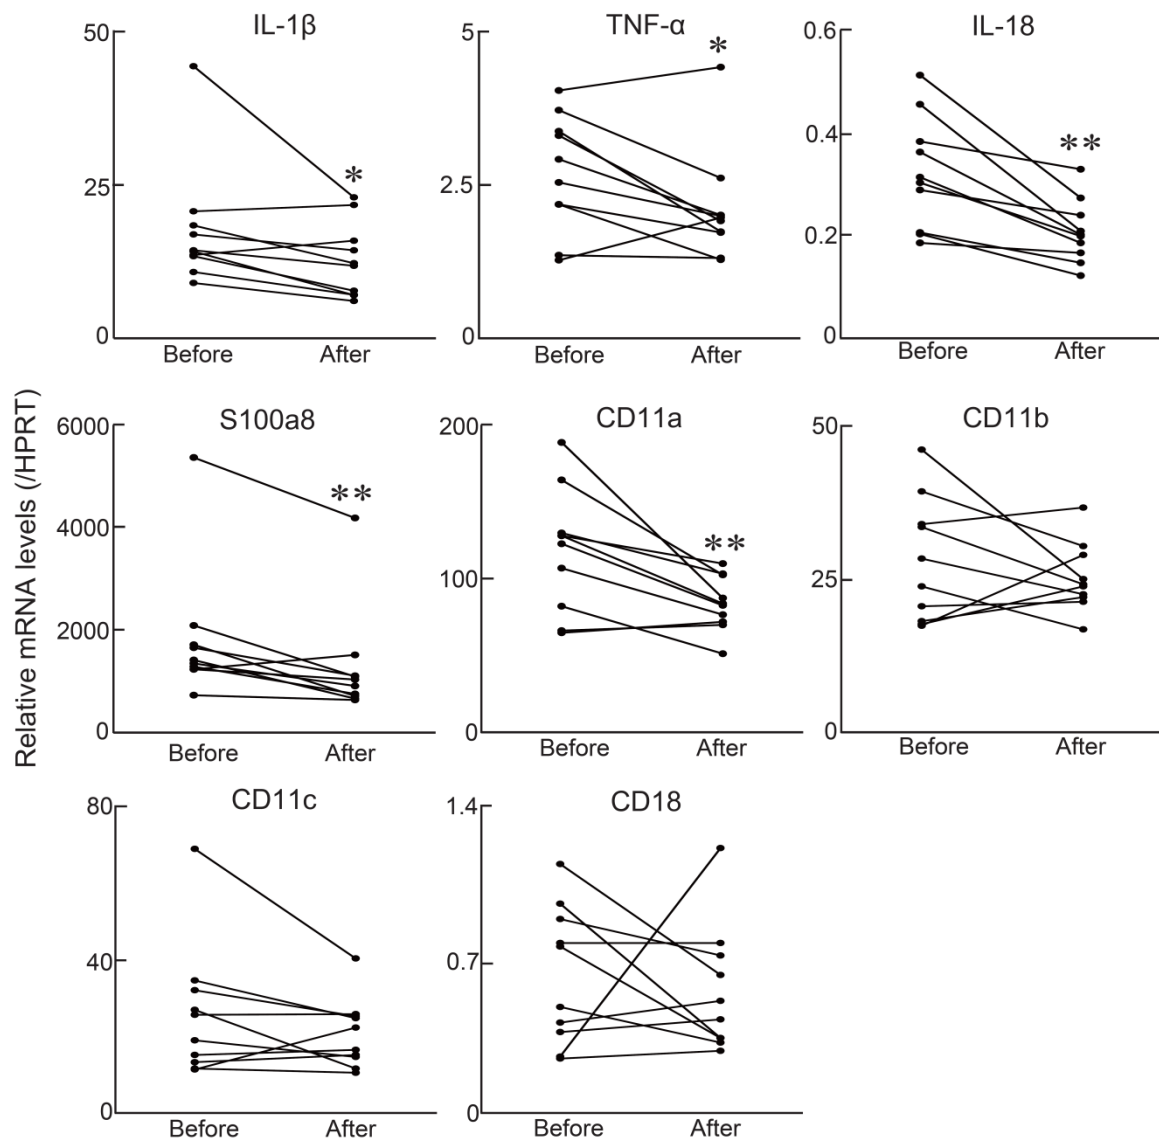 IL-1β
TNF-α
IL-18
50
25
0
Before After
5
2.5
0
*
Before After
0.6
0.4
0.2
0
**
Before After
*
Relative mRNA levels (/HPRT)
S100a8
CD11a
CD11b
6000
4000
2000
0
**
Before After
200
100
0
**
Before After
50
25
0
Before After
CD11c
CD18
80
40
0
Before After
1.4
0.7
0
Before After